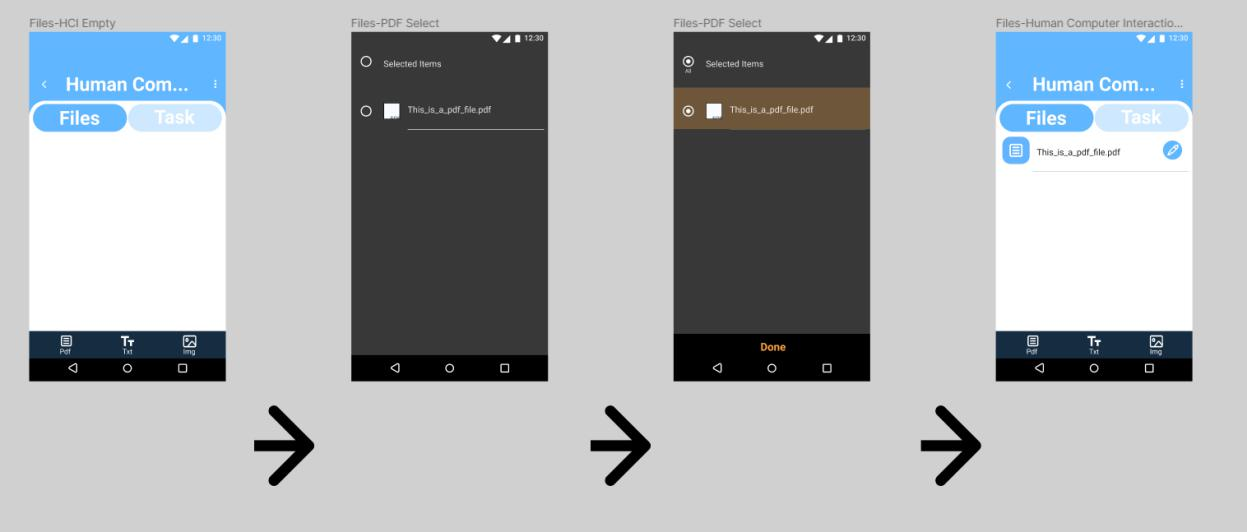 Files-HCI Empty
12:30
Human Com...
Files
Task
Pdf
Txt
Img
Files-PDF Select
12:30
Selected Items
This_is_a_pdf_file.pdf
Files-PDF Select
12:30
All
Selected Items
This_is_a_pdf_file.pdf
Done
Files-Human Computer Interactio...
12:30
Human Com...
Files
Task
This_is_a_pdf_file.pdf
Pdf
Txt
Img